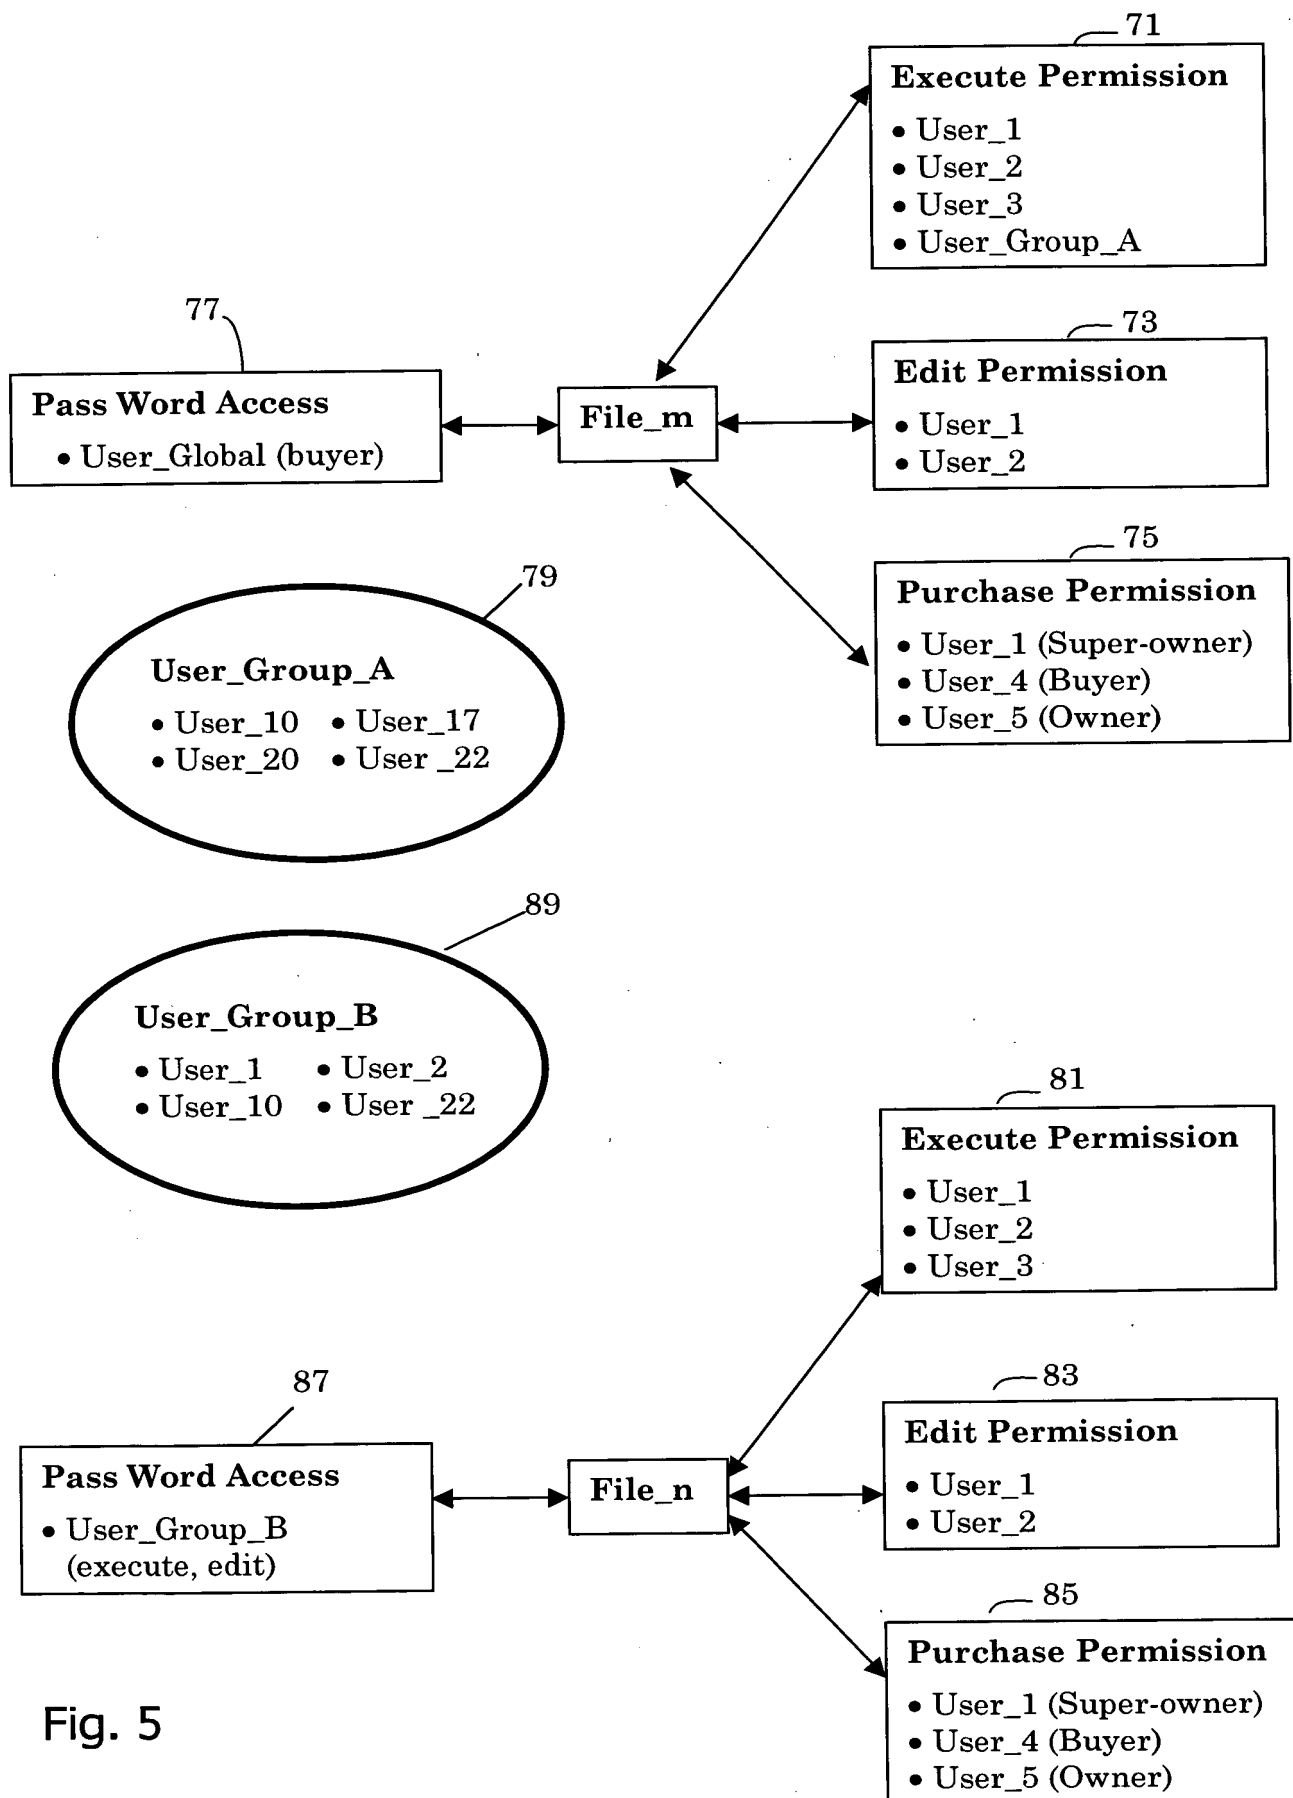 71
Execute Permission
• User_1
• User_2
• User_3
• User_Group_A
77
Pass Word Access
• User_Global (buyer)
File_m
73
Edit Permission
• User_1
• User_2
75
Purchase Permission
• User_1 (Super-owner)
• User_4 (Buyer)
• User_5 (Owner)
79
User_Group_A
• User_10 • User_17
• User_20 • User _22
89
User_Group_B
• User_1 • User_2
• User_10 • User _22
81
Execute Permission
• User_1
• User_2
• User_3
87
Pass Word Access
• User_Group_B
(execute, edit)
File_n
83
Edit Permission
• User_1
• User_2
85
Purchase Permission
• User_1 (Super-owner)
• User_4 (Buyer)
• User_5 (Owner)
Fig. 5